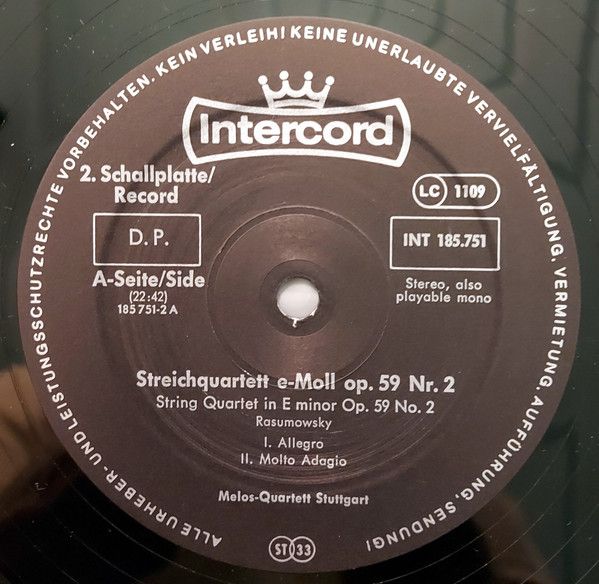 ALLE URHEBER- UND LEISTUNGSSCHUTZRECHTE VORBEHALTEN. KEIN VERLEIH! KEINE UNERLAUBTE VERVIELFÄLTIGUNG, VERMIETUNG, AUFFÜHRUNG, SENDUNG!
Intercord
2. Schallplatte/
Record
LC 1109
D.P.
INT 185.751
A-Seite/Side
(22:42)
185 751-2 A
Stereo, also
playable mono
Streichquartett e-Moll op. 59 Nr. 2
String Quartet in E minor Op. 59 No. 2
Rasumowsky
I. Allegro
II. Molto Adagio
Melos-Quartett Stuttgart
ST 33